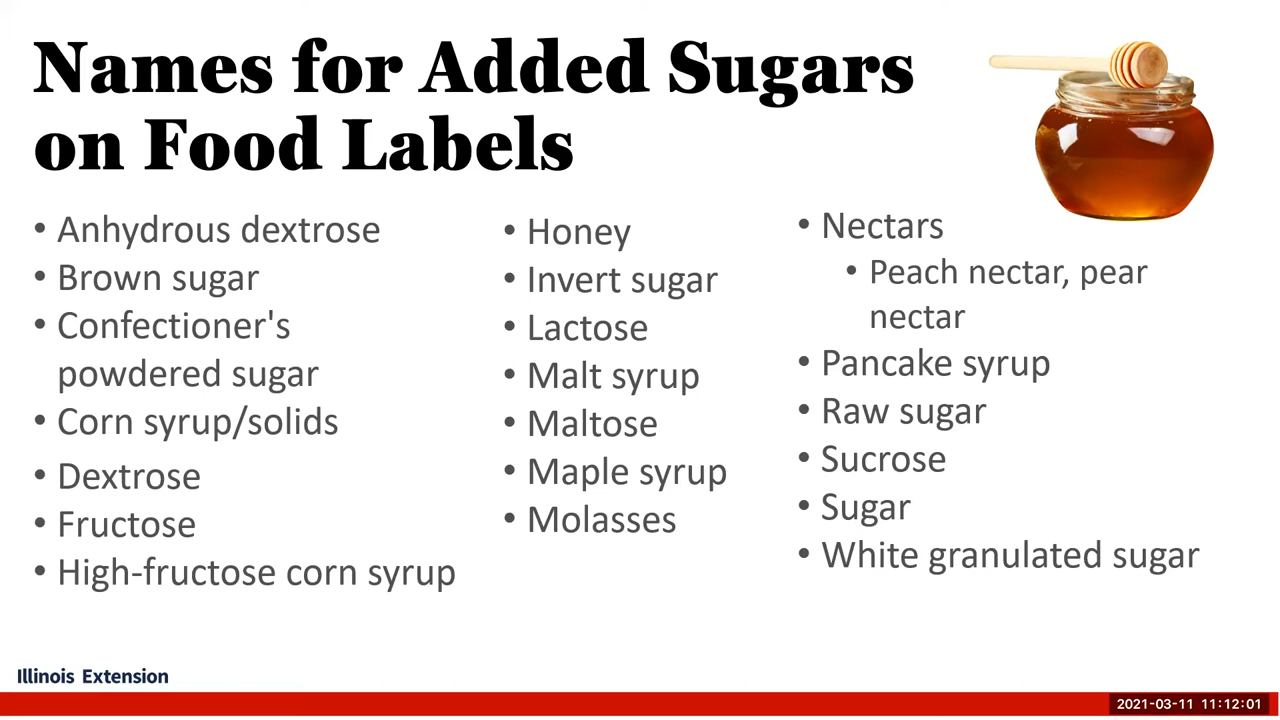 Names for Added Sugars
on Food Labels
• Anhydrous dextrose
• Brown sugar
• Confectioner's
powdered sugar
• Corn syrup/solids
• Dextrose
• Fructose
• High-fructose corn syrup
• Honey
• Invert sugar
• Lactose
• Malt syrup
• Maltose
• Maple syrup
• Molasses
• Nectars
• Peach nectar, pear
nectar
• Pancake syrup
• Raw sugar
• Sucrose
• Sugar
• White granulated sugar
Illinois Extension
2021-03-11 11:12:01